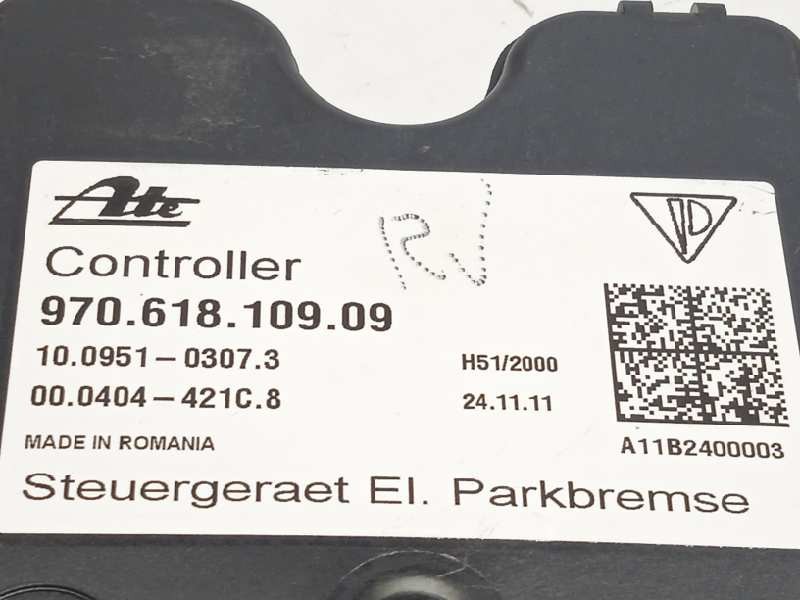 Ate
Controller
970.618.109.09
10.0951-0307.3
00.0404-421C.8
H51/2000
24.11.11
MADE IN ROMANIA
A11B2400003
Steuergeraet El. Parkbremse